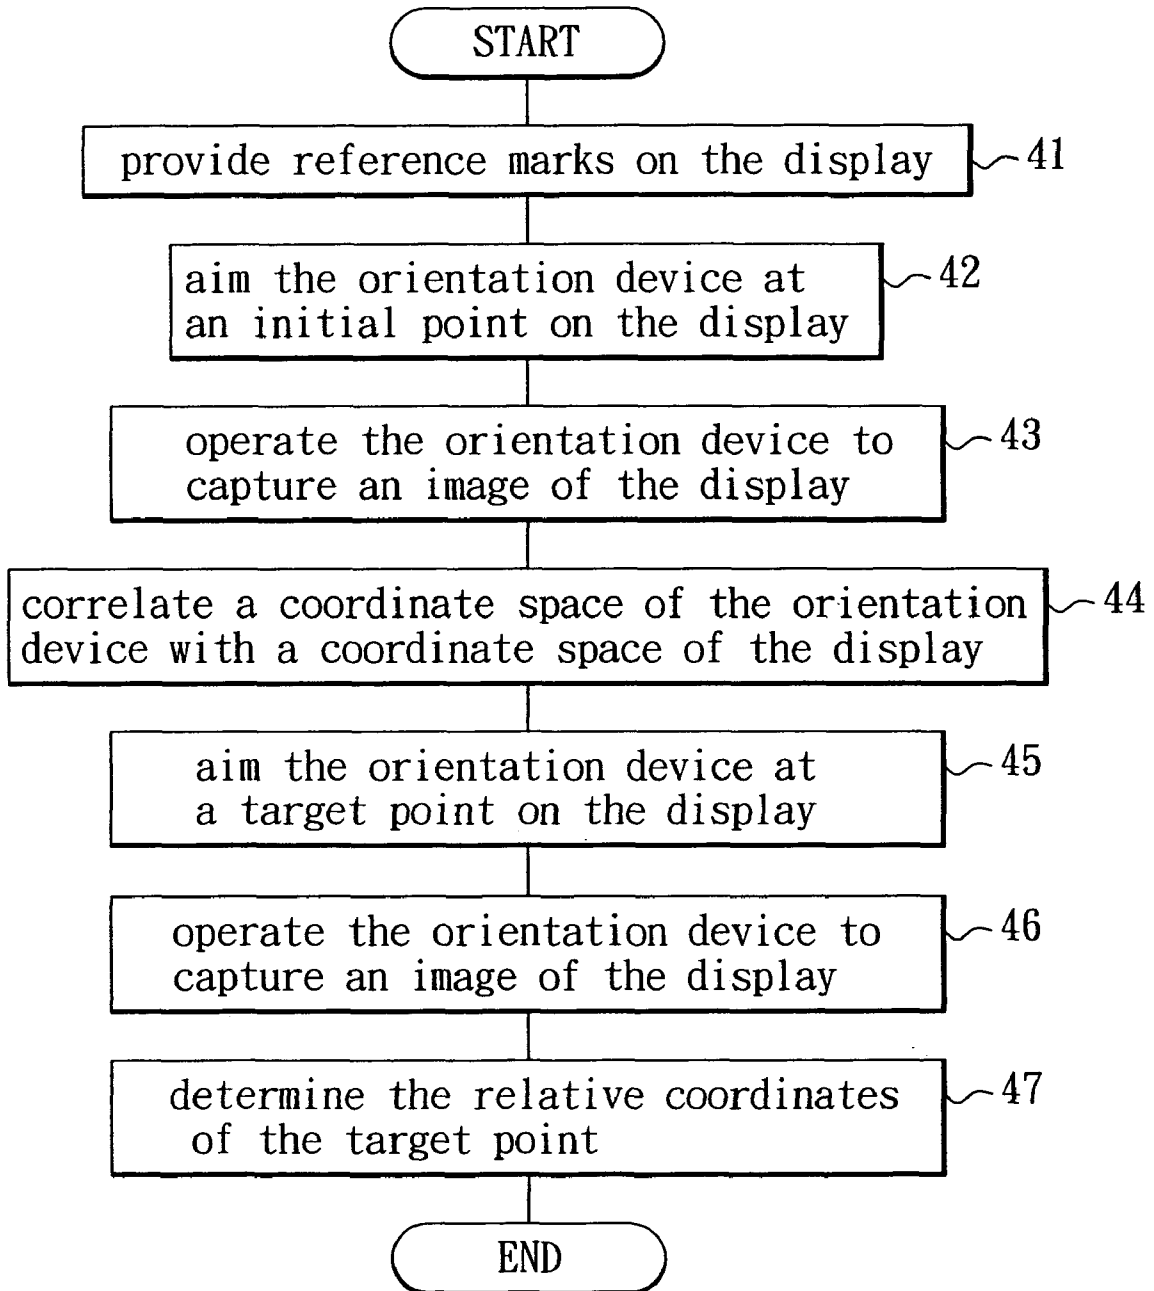 START
provide reference marks on the display
41
aim the orientation device at
an initial point on the display
42
operate the orientation device to
capture an image of the display
43
correlate a coordinate space of the orientation
device with a coordinate space of the display
44
aim the orientation device at
a target point on the display
45
operate the orientation device to
capture an image of the display
46
determine the relative coordinates
of the target point
47
END